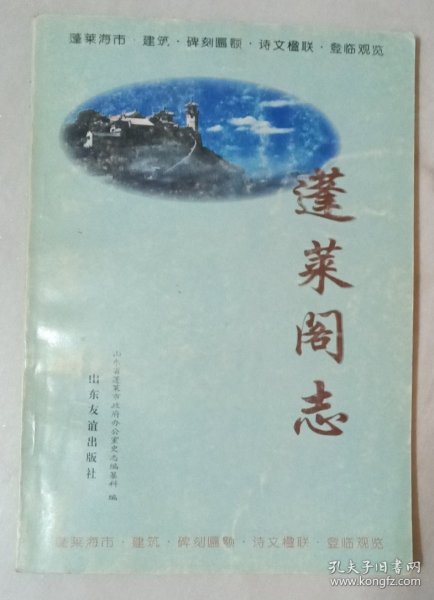 蓬莱海市·建筑·碑刻匾额·诗文楹联·登临观览
蓬莱阁志
山东省蓬莱市政府办公室史志编纂科 编
山东友谊出版社
蓬莱海市·建筑·碑刻匾额·诗文楹联·登临观览
孔夫子旧书网
www.kongfz.com